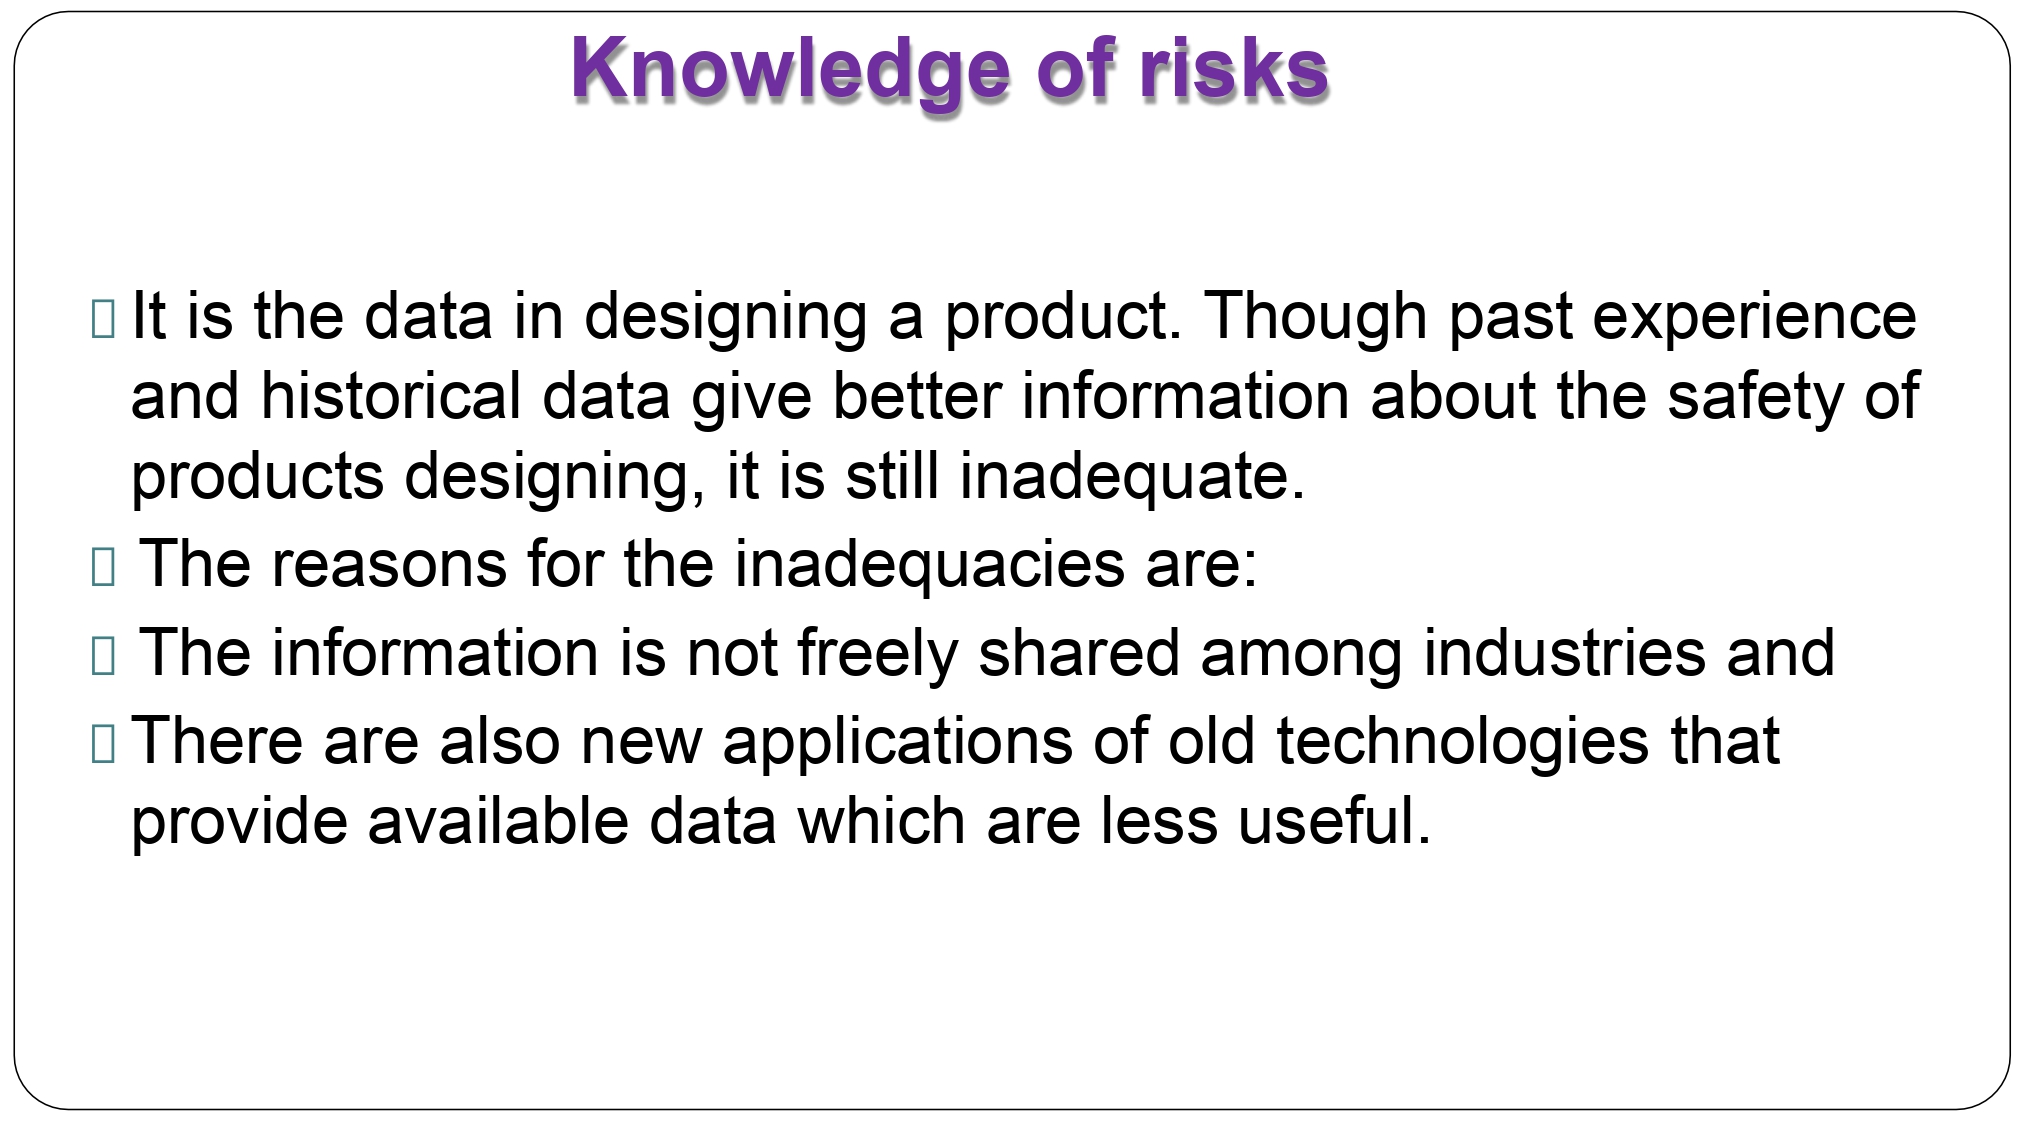 Knowledge of risks
It is the data in designing a product. Though past experience
and historical data give better information about the safety of
products designing, it is still inadequate.
The reasons for the inadequacies are:
The information is not freely shared among industries and
There are also new applications of old technologies that
provide available data which are less useful.